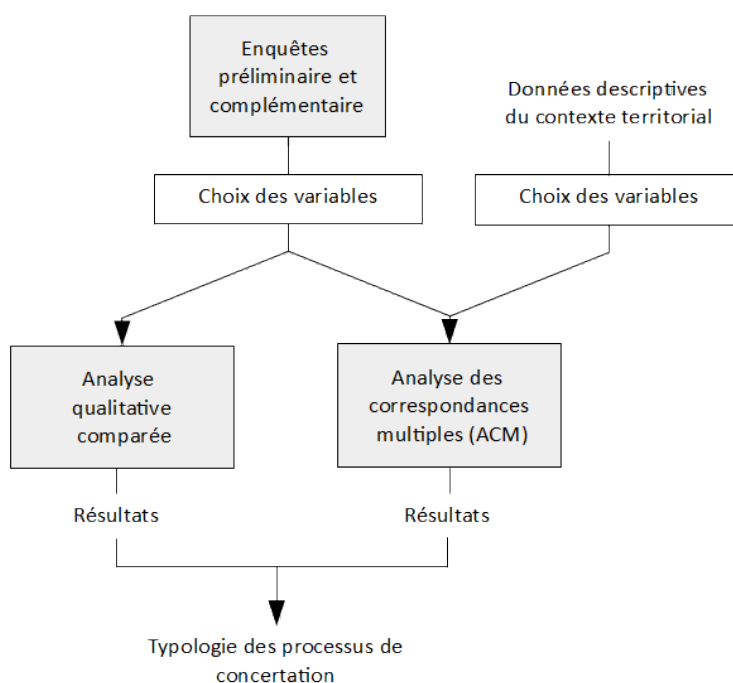 Enquêtes
préliminaire et
complémentaire
Données descriptives
du contexte territorial
Choix des variables
Choix des variables
Analyse
qualitative
comparée
Analyse des
correspondances
multiples (ACM)
Résultats
Résultats
Typologie des processus de
concertation